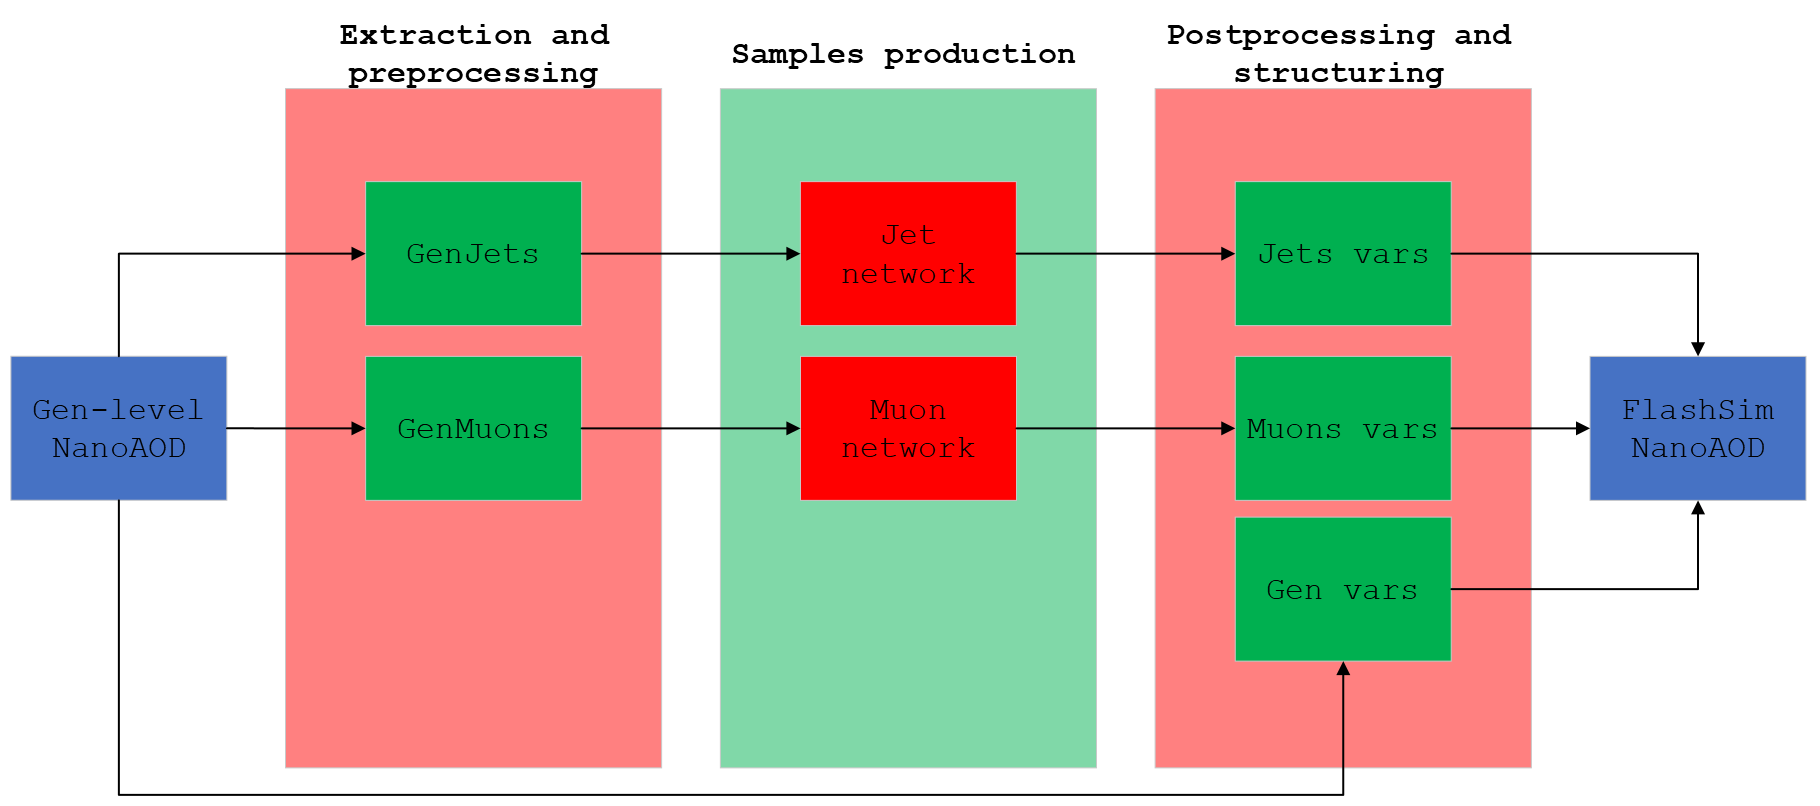 Extraction and
preprocessing
Samples production
Postprocessing and
structuring
GenJets
Jet
network
Jets vars
Gen-level
NanoAOD
GenMuons
Muon
network
Muons vars
FlashSim
NanoAOD
Gen vars